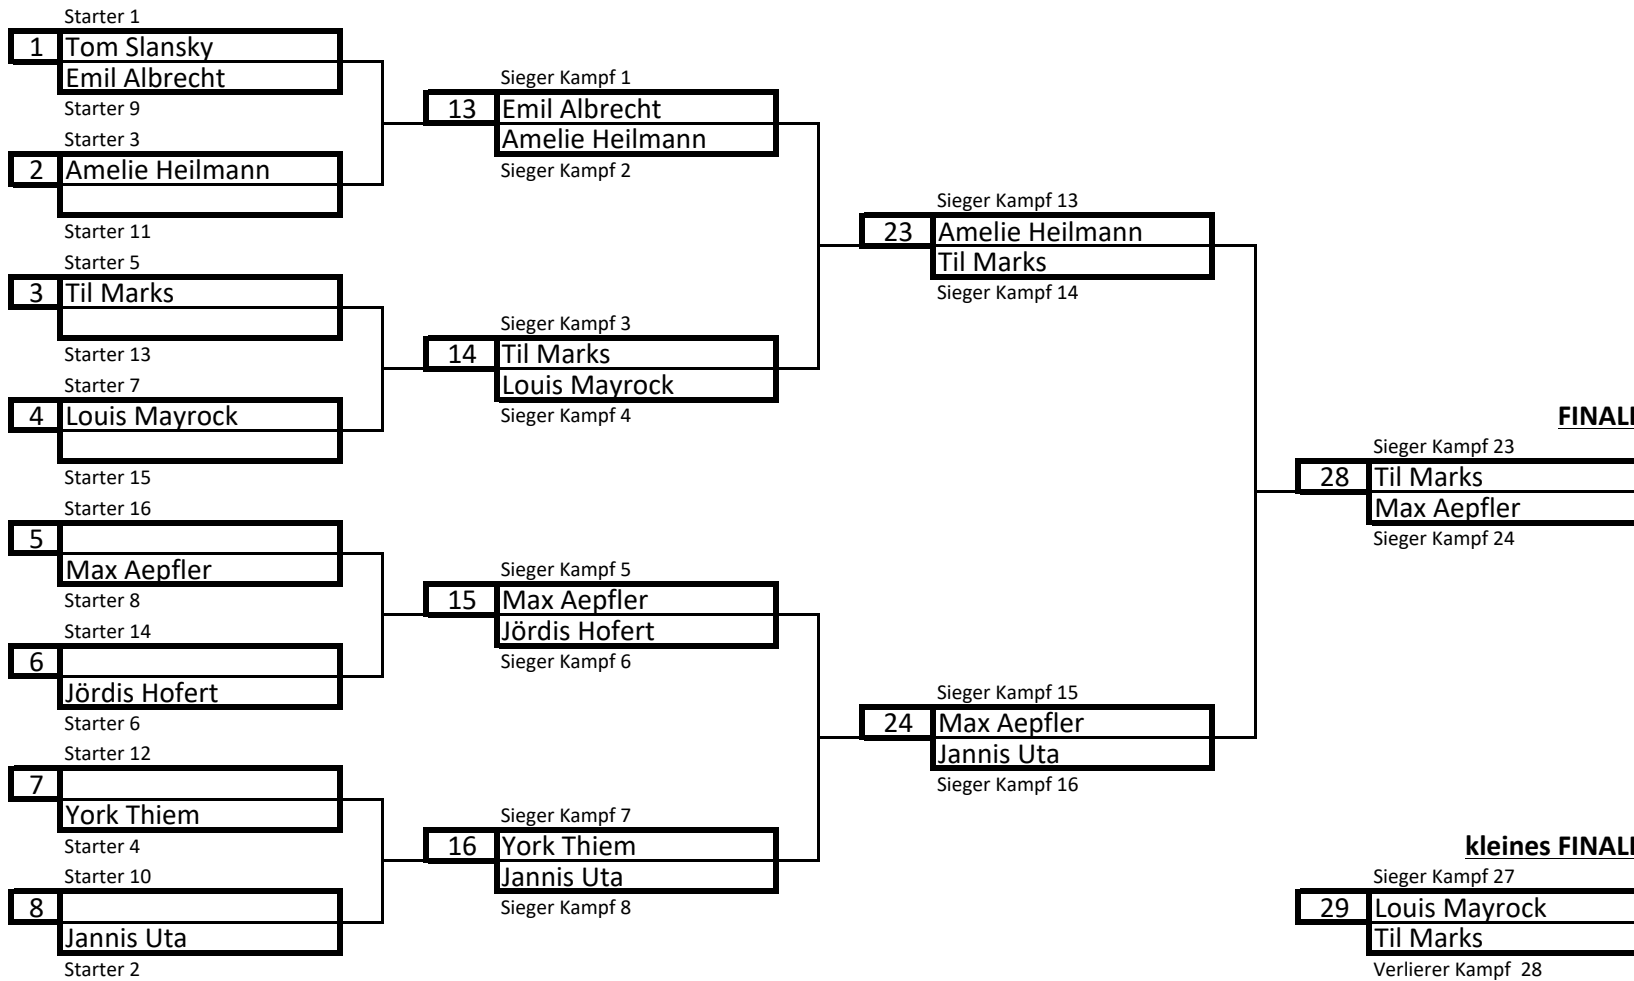 Starter 1
1 Tom Slansky
Emil Albrecht
Starter 9
Starter 3
2 Amelie Heilmann
Starter 11
Starter 5
3 Til Marks
Starter 13
Starter 7
4 Louis Mayrock
Starter 15
Starter 16
5
Max Aepfler
Starter 8
Starter 14
6
Jördis Hofert
Starter 6
Starter 12
7
York Thiem
Starter 4
Starter 10
8
Jannis Uta
Starter 2
Sieger Kampf 1
13 Emil Albrecht
Amelie Heilmann
Sieger Kampf 2
Sieger Kampf 3
14 Til Marks
Louis Mayrock
Sieger Kampf 4
Sieger Kampf 5
15 Max Aepfler
Jördis Hofert
Sieger Kampf 6
Sieger Kampf 7
16 York Thiem
Jannis Uta
Sieger Kampf 8
Sieger Kampf 13
23 Amelie Heilmann
Til Marks
Sieger Kampf 14
Sieger Kampf 15
24 Max Aepfler
Jannis Uta
Sieger Kampf 16
FINALE
Sieger Kampf 23
28 Til Marks
Max Aepfler
Sieger Kampf 24
kleines FINALE
Sieger Kampf 27
29 Louis Mayrock
Til Marks
Verlierer Kampf 28